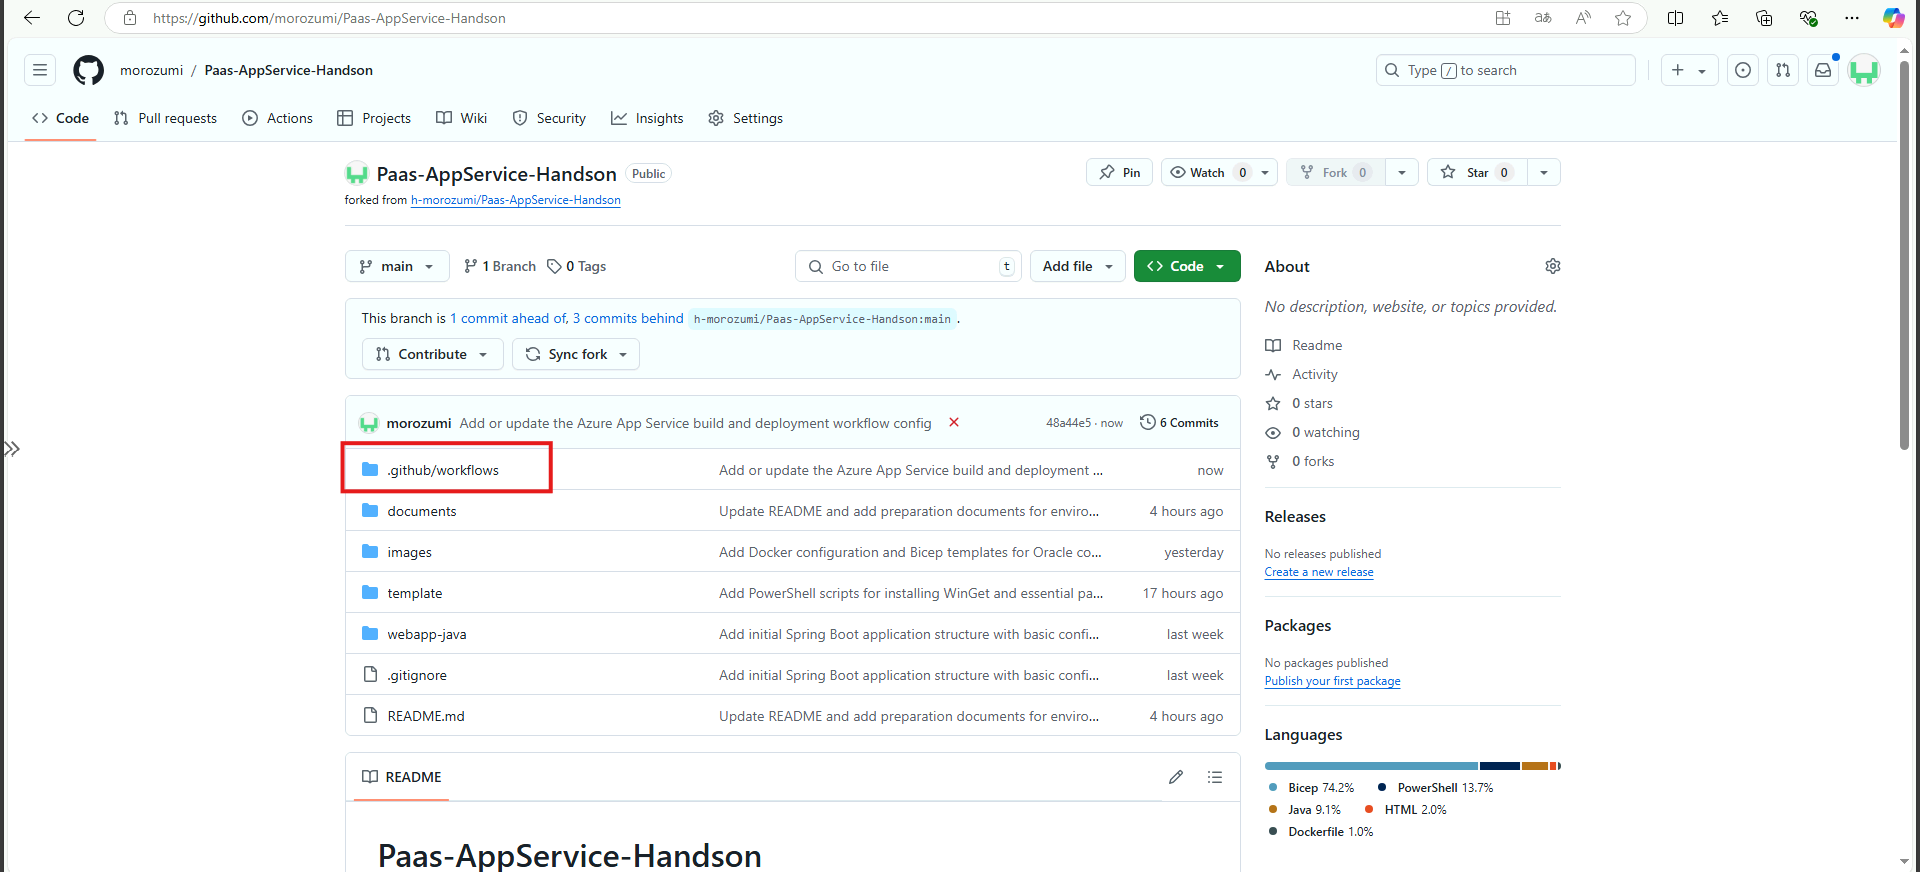 https://github.com/morozumi/Paas-AppService-Handson
morozumi / Paas-AppService-Handson
Type / to search
Code Pull requests Actions Projects Wiki Security Insights Settings
Paas-AppService-Handson Public
Pin Watch 0 Fork 0 Star 0
forked from h-morozumi/Paas-AppService-Handson
main 1 Branch 0 Tags Go to file t Add file Code
This branch is 1 commit ahead of, 3 commits behind h-morozumi/Paas-AppService-Handson:main .
Contribute Sync fork
morozumi Add or update the Azure App Service build and deployment workflow config 48a44e5 · now 6 Commits
.github/workflows Add or update the Azure App Service build and deployment ... now
documents Update README and add preparation documents for enviro... 4 hours ago
images Add Docker configuration and Bicep templates for Oracle co... yesterday
template Add PowerShell scripts for installing WinGet and essential pa... 17 hours ago
webapp-java Add initial Spring Boot application structure with basic confi... last week
.gitignore Add initial Spring Boot application structure with basic confi... last week
README.md Update README and add preparation documents for enviro... 4 hours ago
README
Paas-AppService-Handson
About
No description, website, or topics provided.
Readme
Activity
0 stars
0 watching
0 forks
Releases
No releases published
Create a new release
Packages
No packages published
Publish your first package
Languages
Bicep 74.2% PowerShell 13.7%
Java 9.1% HTML 2.0%
Dockerfile 1.0%